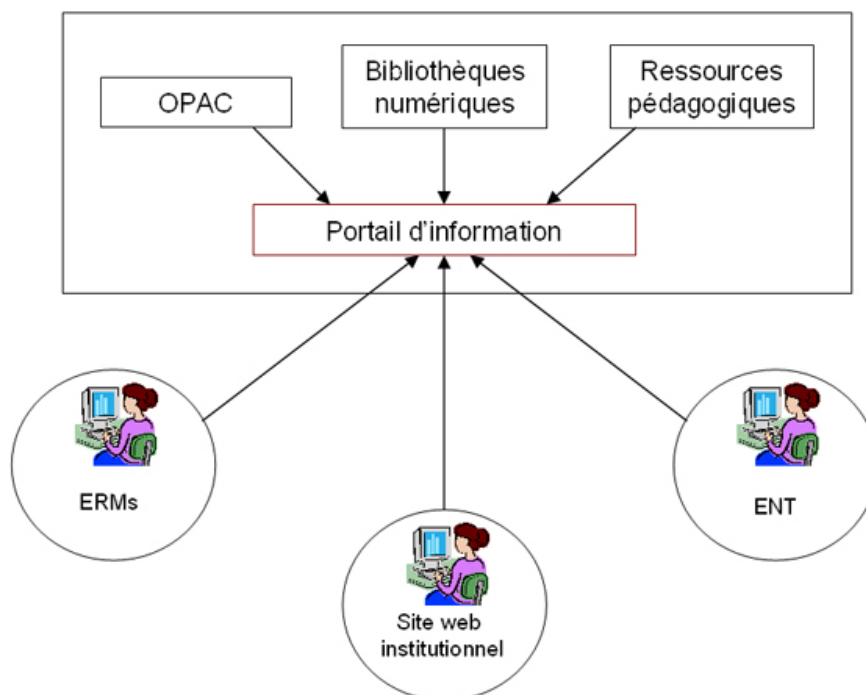 OPAC
Bibliothèques
numériques
Ressources
pédagogiques
Portail d'information
ERMs
Site web
institutionnel
ENT